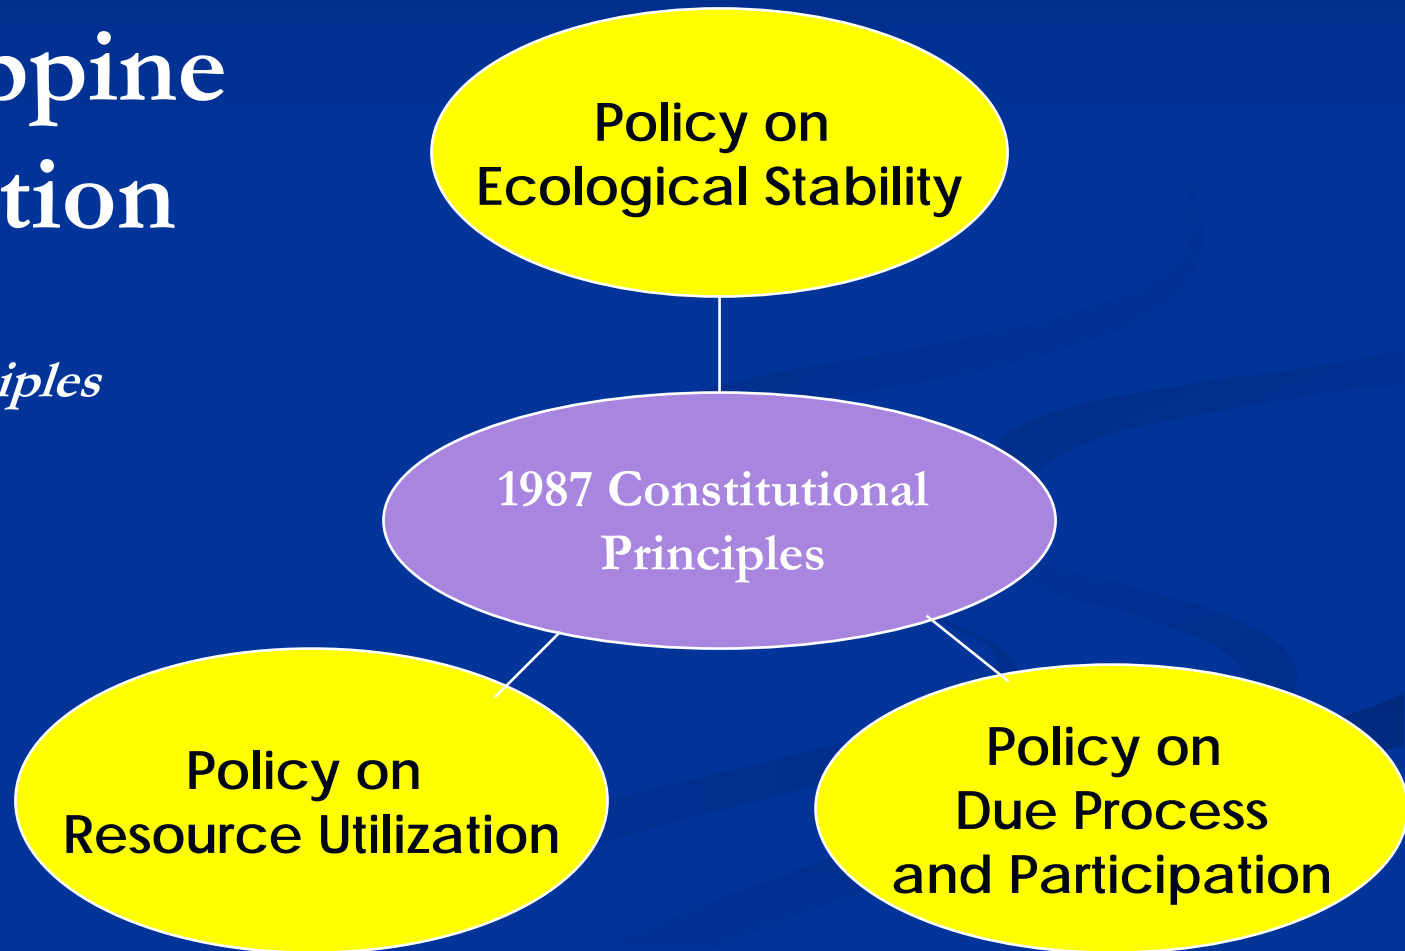 ppine
tion
iples
Policy on
Ecological Stability
1987 Constitutional
Principles
Policy on
Resource Utilization
Policy on
Due Process
and Participation